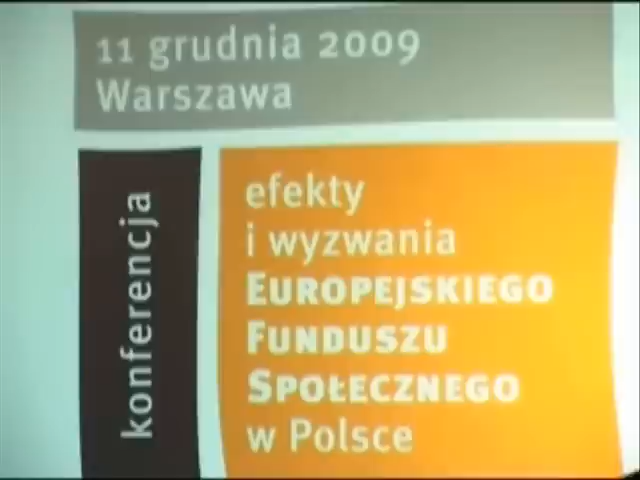 11 grudnia 2009
Warszawa
konferencja
efekty
i wyzwania
EUROPEJSKIEGO
FUNDUSZU
SPOŁECZNEGO
w Polsce